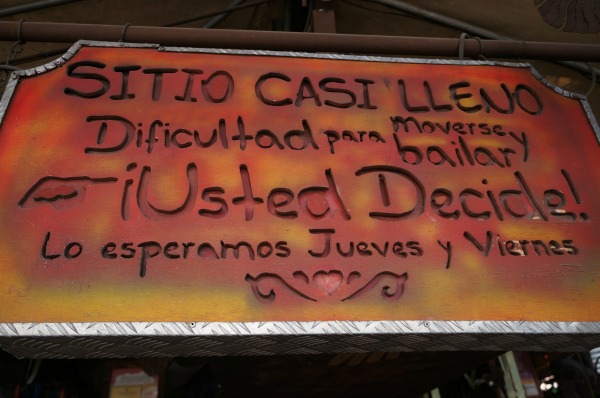 SITIO CASI LLENO
Dificultad para moverse y bailar
¡Usted Decide!
Lo esperamos Jueves y Viernes